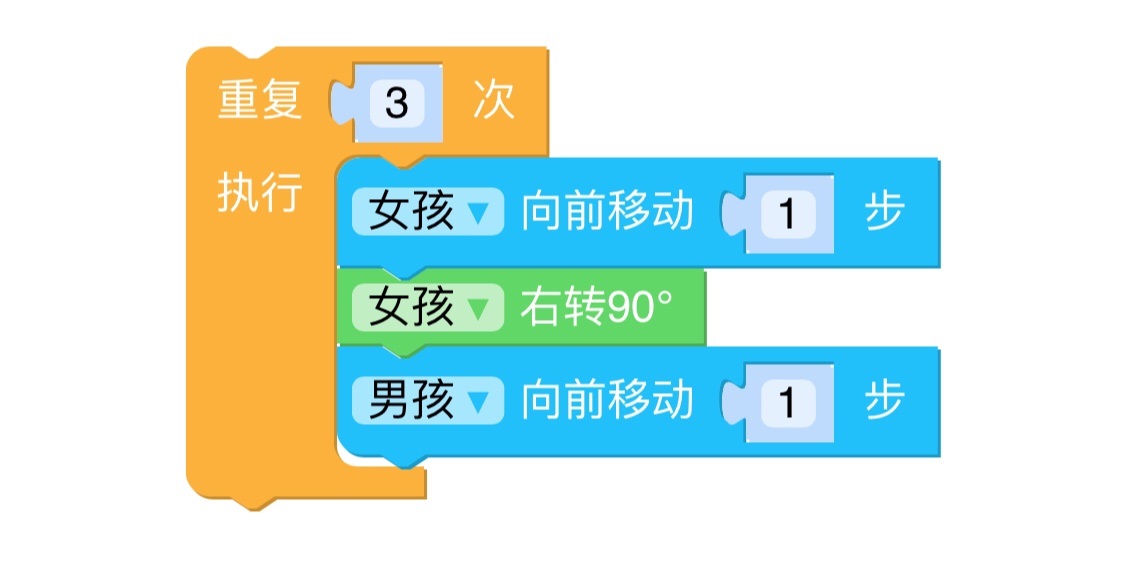 重复 3 次
执行
女孩 ▼ 向前移动 1 步
女孩 ▼ 右转90°
男孩 ▼ 向前移动 1 步